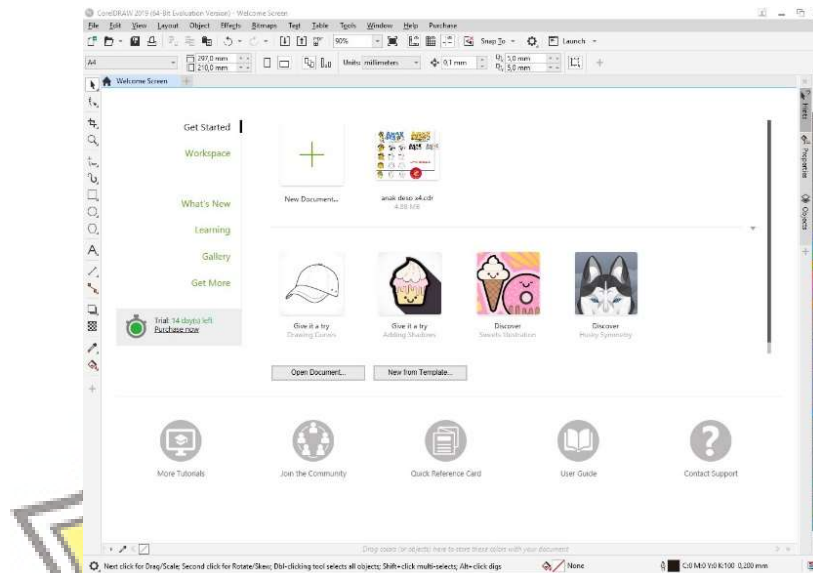 CorelDRAW 2019 (64-Bit Evaluation Version) - Welcome Screen
File Edit View Layout Object Effects Bitmaps Text Table Tools Window Help Purchase
90% Snap To Launch
A4 297,0 mm 210,0 mm Units: millimeters 0,1 mm 5,0 mm 5,0 mm
Welcome Screen
Hints
Properties
Objects
Get Started
Workspace
What's New
Learning
Gallery
Get More
Trial: 14 day(s) left
Purchase now
New Document...
anak deso x4.cdr
4.88 MB
Give it a try
Drawing Curves
Give it a try
Adding Shadows
Discover
Sweets Illustration
Discover
Husky Symmetry
Open Document...
New from Template...
More Tutorials
Join the Community
Quick Reference Card
User Guide
Contact Support
Drag colors (or objects) here to store these colors with your document
Next click for Drag/Scale; Second click for Rotate/Skew; Dbl-clicking tool selects all objects; Shift+click multi-selects; Alt+click digs
None
C:0 M:0 Y:0 K:100 0,200 mm